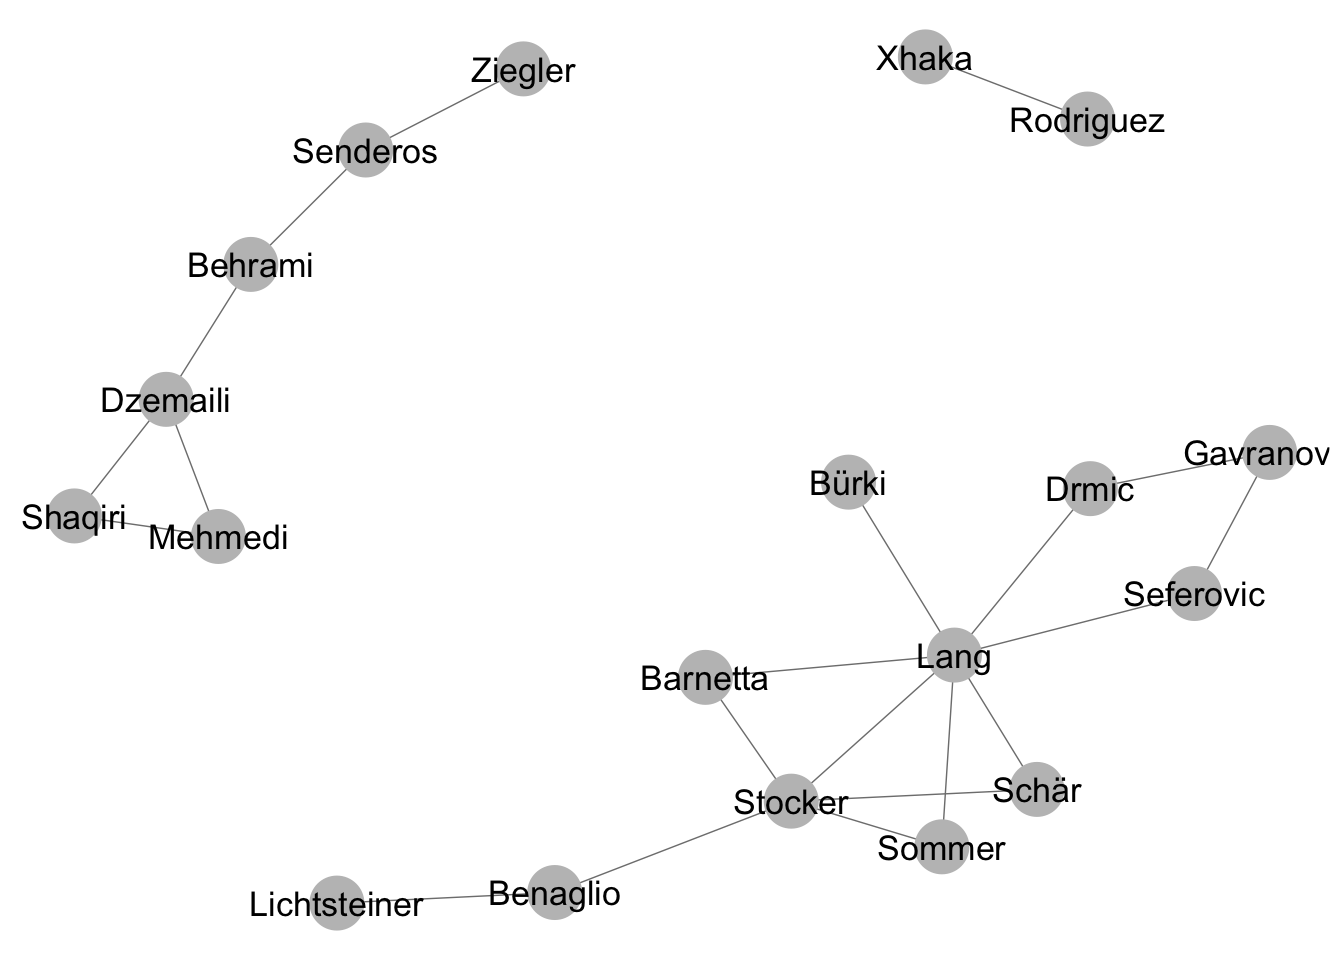 Xhaka
Ziegler
Rodriguez
Senderos
Behrami
Dzemaili
Gavranov
Bürki
Drmic
Shaqiri
Mehmedi
Seferovic
Lang
Barnetta
Schär
Stocker
Sommer
Benaglio
Lichtsteiner